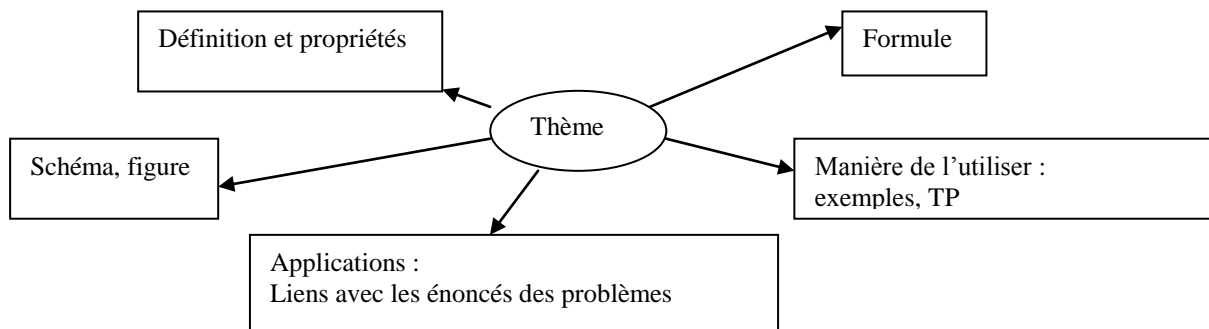 Définition et propriétés
Formule
Thème
Schéma, figure
Manière de l’utiliser :
exemples, TP
Applications :
Liens avec les énoncés des problèmes